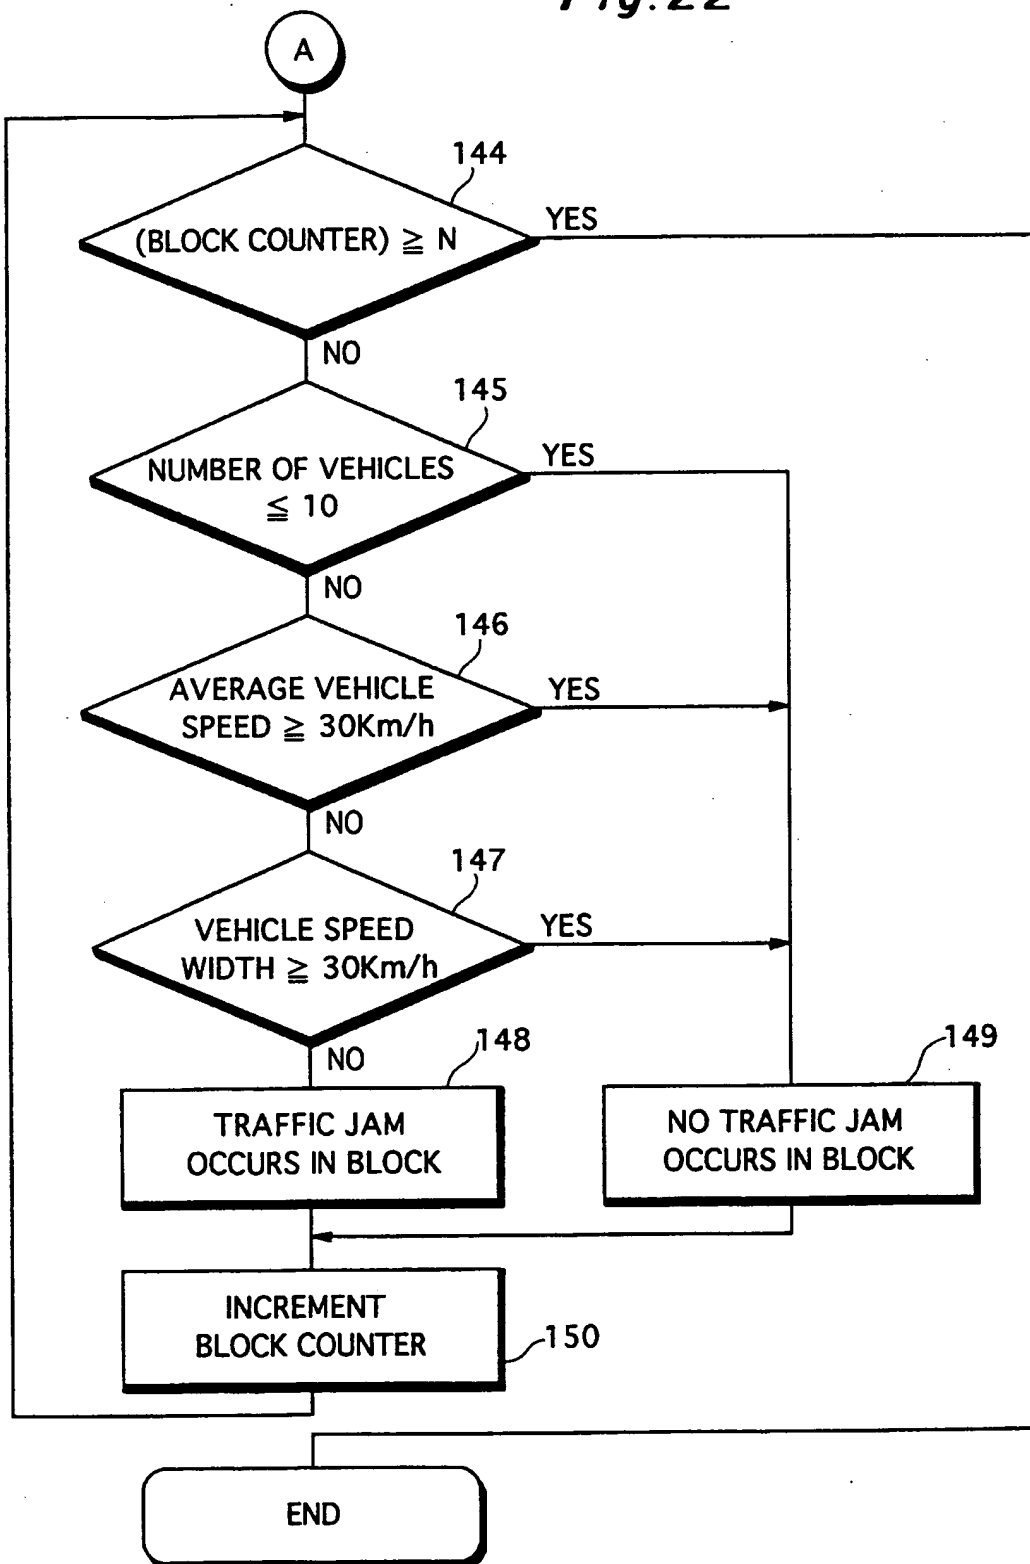 Fig. 22
A
144
(BLOCK COUNTER) ≧ N
YES
NO
145
NUMBER OF VEHICLES
≦ 10
YES
NO
146
AVERAGE VEHICLE
SPEED ≧ 30Km/h
YES
NO
147
VEHICLE SPEED
WIDTH ≧ 30Km/h
YES
NO
148
TRAFFIC JAM
OCCURS IN BLOCK
149
NO TRAFFIC JAM
OCCURS IN BLOCK
INCREMENT
BLOCK COUNTER
150
END